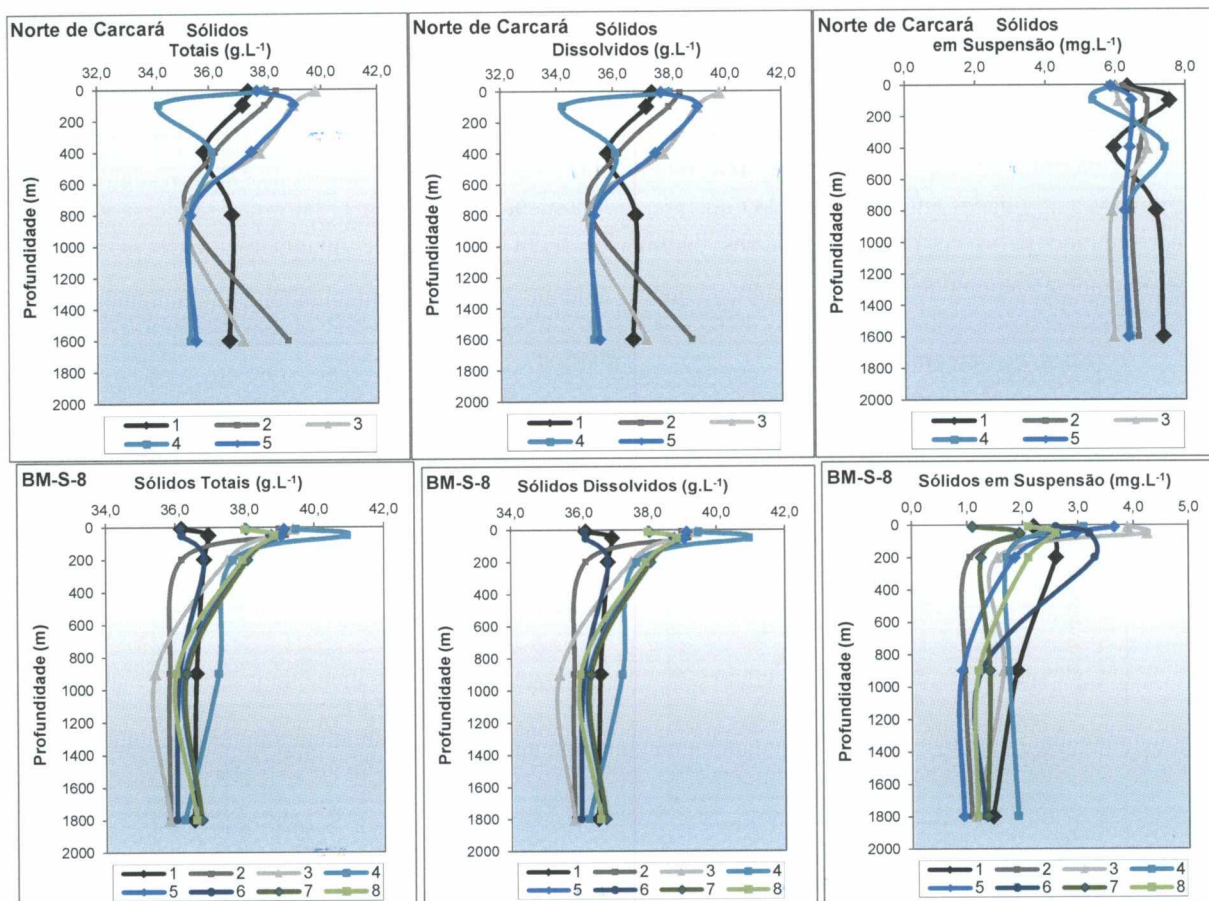 Norte de Carcará Sólidos
Totais (g.L-1)
32,0 34,0 36,0 38,0 40,0 42,0
0
200
400
600
800
1000
1200
1400
1600
1800
2000
Profundidade (m)
1 2 3
4 5
Norte de Carcará Sólidos
Dissolvidos (g.L-1)
32,0 34,0 36,0 38,0 40,0 42,0
0
200
400
600
800
1000
1200
1400
1600
1800
2000
Profundidade (m)
1 2 3
4 5
Norte de Carcará Sólidos
em Suspensão (mg.L-1)
0,0 2,0 4,0 6,0 8,0
0
200
400
600
800
1000
1200
1400
1600
1800
2000
Profundidade (m)
1 2 3
4 5
BM-S-8 Sólidos Totais (g.L-1)
34,0 36,0 38,0 40,0 42,0
0
200
400
600
800
1000
1200
1400
1600
1800
2000
Profundidade (m)
1 2 3 4
5 6 7 8
BM-S-8 Sólidos Dissolvidos (g.L-1)
34,0 36,0 38,0 40,0 42,0
0
200
400
600
800
1000
1200
1400
1600
1800
2000
Profundidade (m)
1 2 3 4
5 6 7 8
BM-S-8 Sólidos em Suspensão (mg.L-1)
0,0 1,0 2,0 3,0 4,0 5,0
0
200
400
600
800
1000
1200
1400
1600
1800
2000
Profundidade (m)
1 2 3 4
5 6 7 8